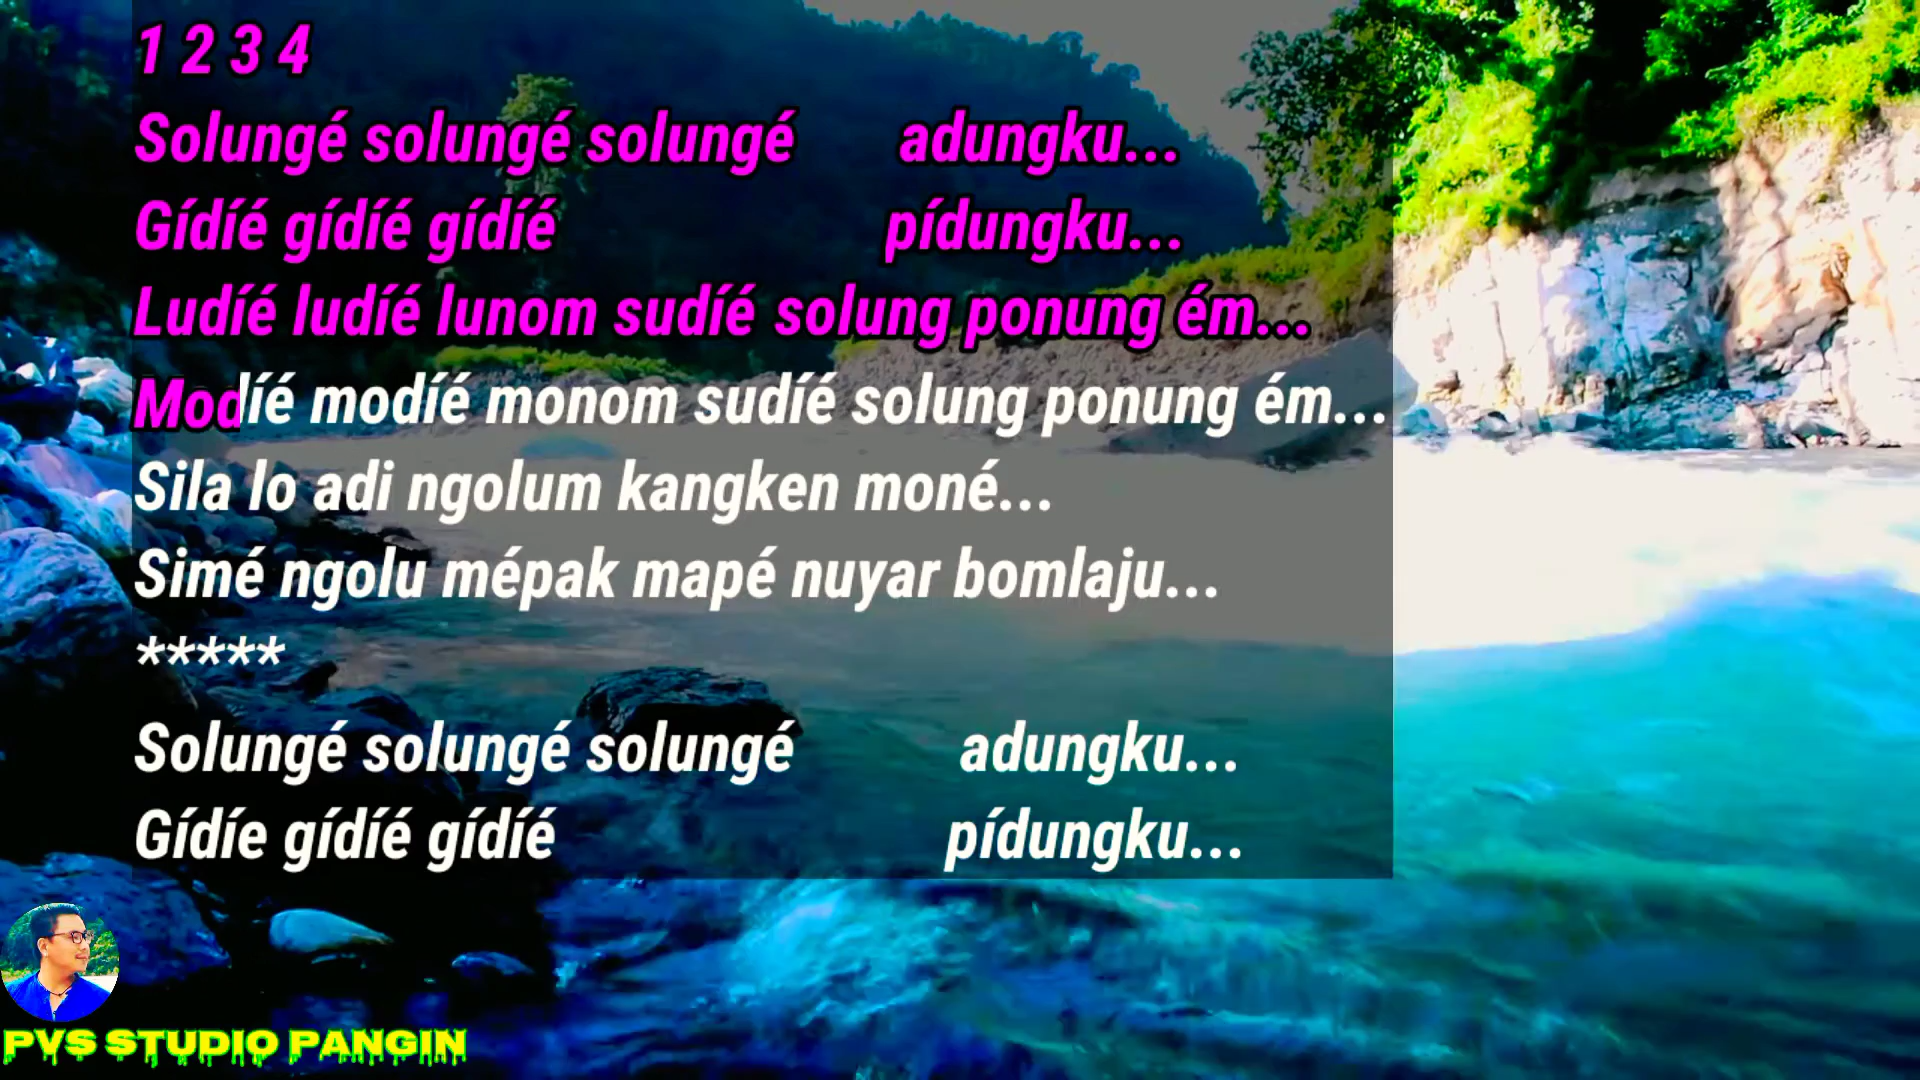 1 2 3 4
Solungé solungé solungé adungku...
Gídíé gídíé gídíé pídungku...
Ludíé ludíé lunom sudíé solung ponung ém...
Modíé modíé monom sudíé solung ponung ém...
Sila lo adi ngolum kangken moné...
Simé ngolu mépak mapé nuyar bomlaju...
*****
Solungé solungé solungé adungku...
Gídíe gídíé gídíé pídungku...
PVS STUDIO PANGIN